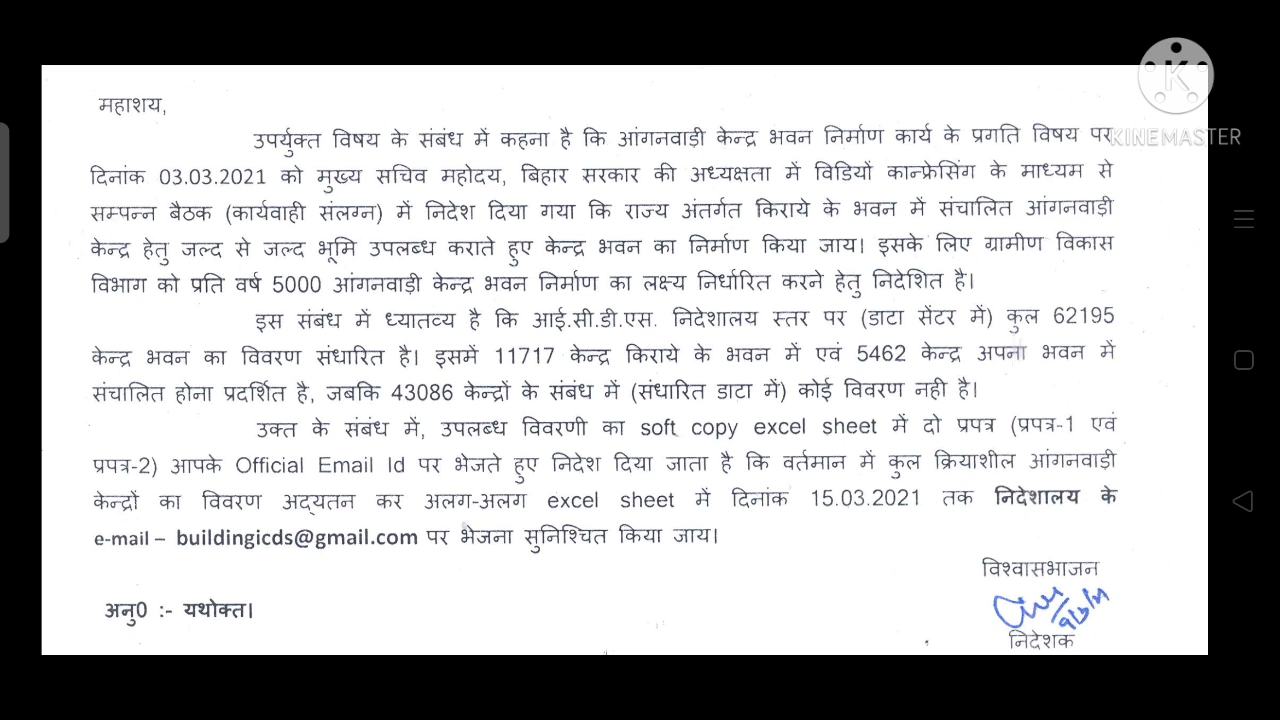 महाशय,
उपर्युक्त विषय के संबंध में कहना है कि आंगनवाड़ी केन्द्र भवन निर्माण कार्य के प्रगति विषय पर
दिनांक 03.03.2021 को मुख्य सचिव महोदय, बिहार सरकार की अध्यक्षता में विडियों कान्फ्रेसिंग के माध्यम से
सम्पन्न बैठक (कार्यवाही संलग्न) में निदेश दिया गया कि राज्य अंतर्गत किराये के भवन में संचालित आंगनवाड़ी
केन्द्र हेतु जल्द से जल्द भूमि उपलब्ध कराते हुए केन्द्र भवन का निर्माण किया जाय। इसके लिए ग्रामीण विकास
विभाग को प्रति वर्ष 5000 आंगनवाड़ी केन्द्र भवन निर्माण का लक्ष्य निर्धारित करने हेतु निदेशित है।
इस संबंध में ध्यातव्य है कि आई.सी.डी.एस. निदेशालय स्तर पर (डाटा सेंटर में) कुल 62195
केन्द्र भवन का विवरण संधारित है। इसमें 11717 केन्द्र किराये के भवन में एवं 5462 केन्द्र अपना भवन में
संचालित होना प्रदर्शित है, जबकि 43086 केन्द्रों के संबंध में (संधारित डाटा में) कोई विवरण नही है।
उक्त के संबंध में, उपलब्ध विवरणी का soft copy excel sheet में दो प्रपत्र (प्रपत्र-1 एवं
प्रपत्र-2) आपके Official Email Id पर भेजते हुए निदेश दिया जाता है कि वर्तमान में कुल क्रियाशील आंगनवाड़ी
केन्द्रों का विवरण अद्यतन कर अलग-अलग excel sheet में दिनांक 15.03.2021 तक निदेशालय के
e-mail – buildingicds@gmail.com पर भेजना सुनिश्चित किया जाय।
विश्वासभाजन
अनु0 :- यथोक्त।
9/3/21
निदेशक
K
KINEMASTER